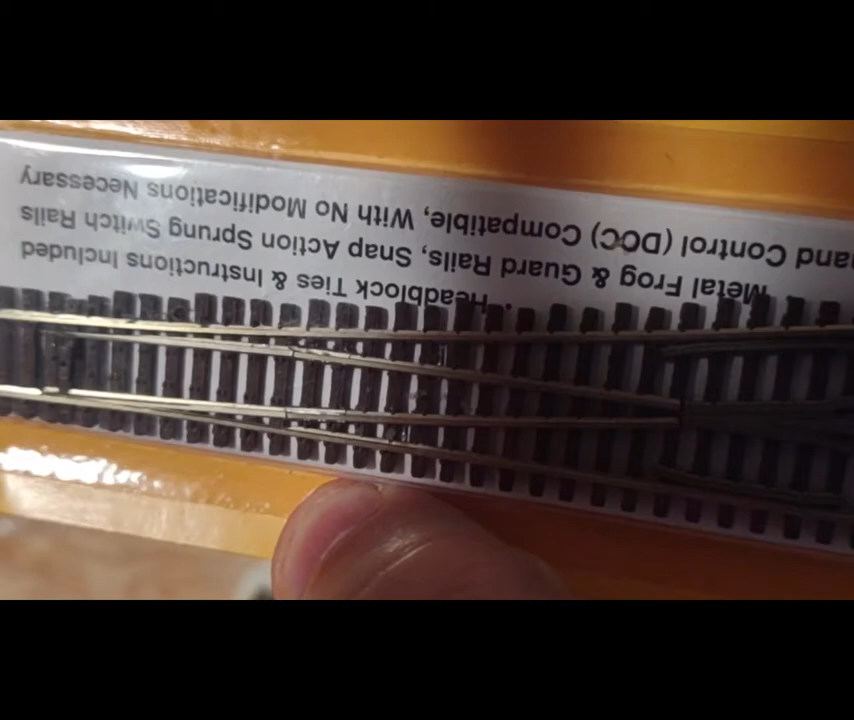 • Headblock Ties & Instructions Included
Metal Frog & Guard Rails, Snap Action Sprung Switch Rails
and Control (DCC) Compatible, With No Modifications Necessary